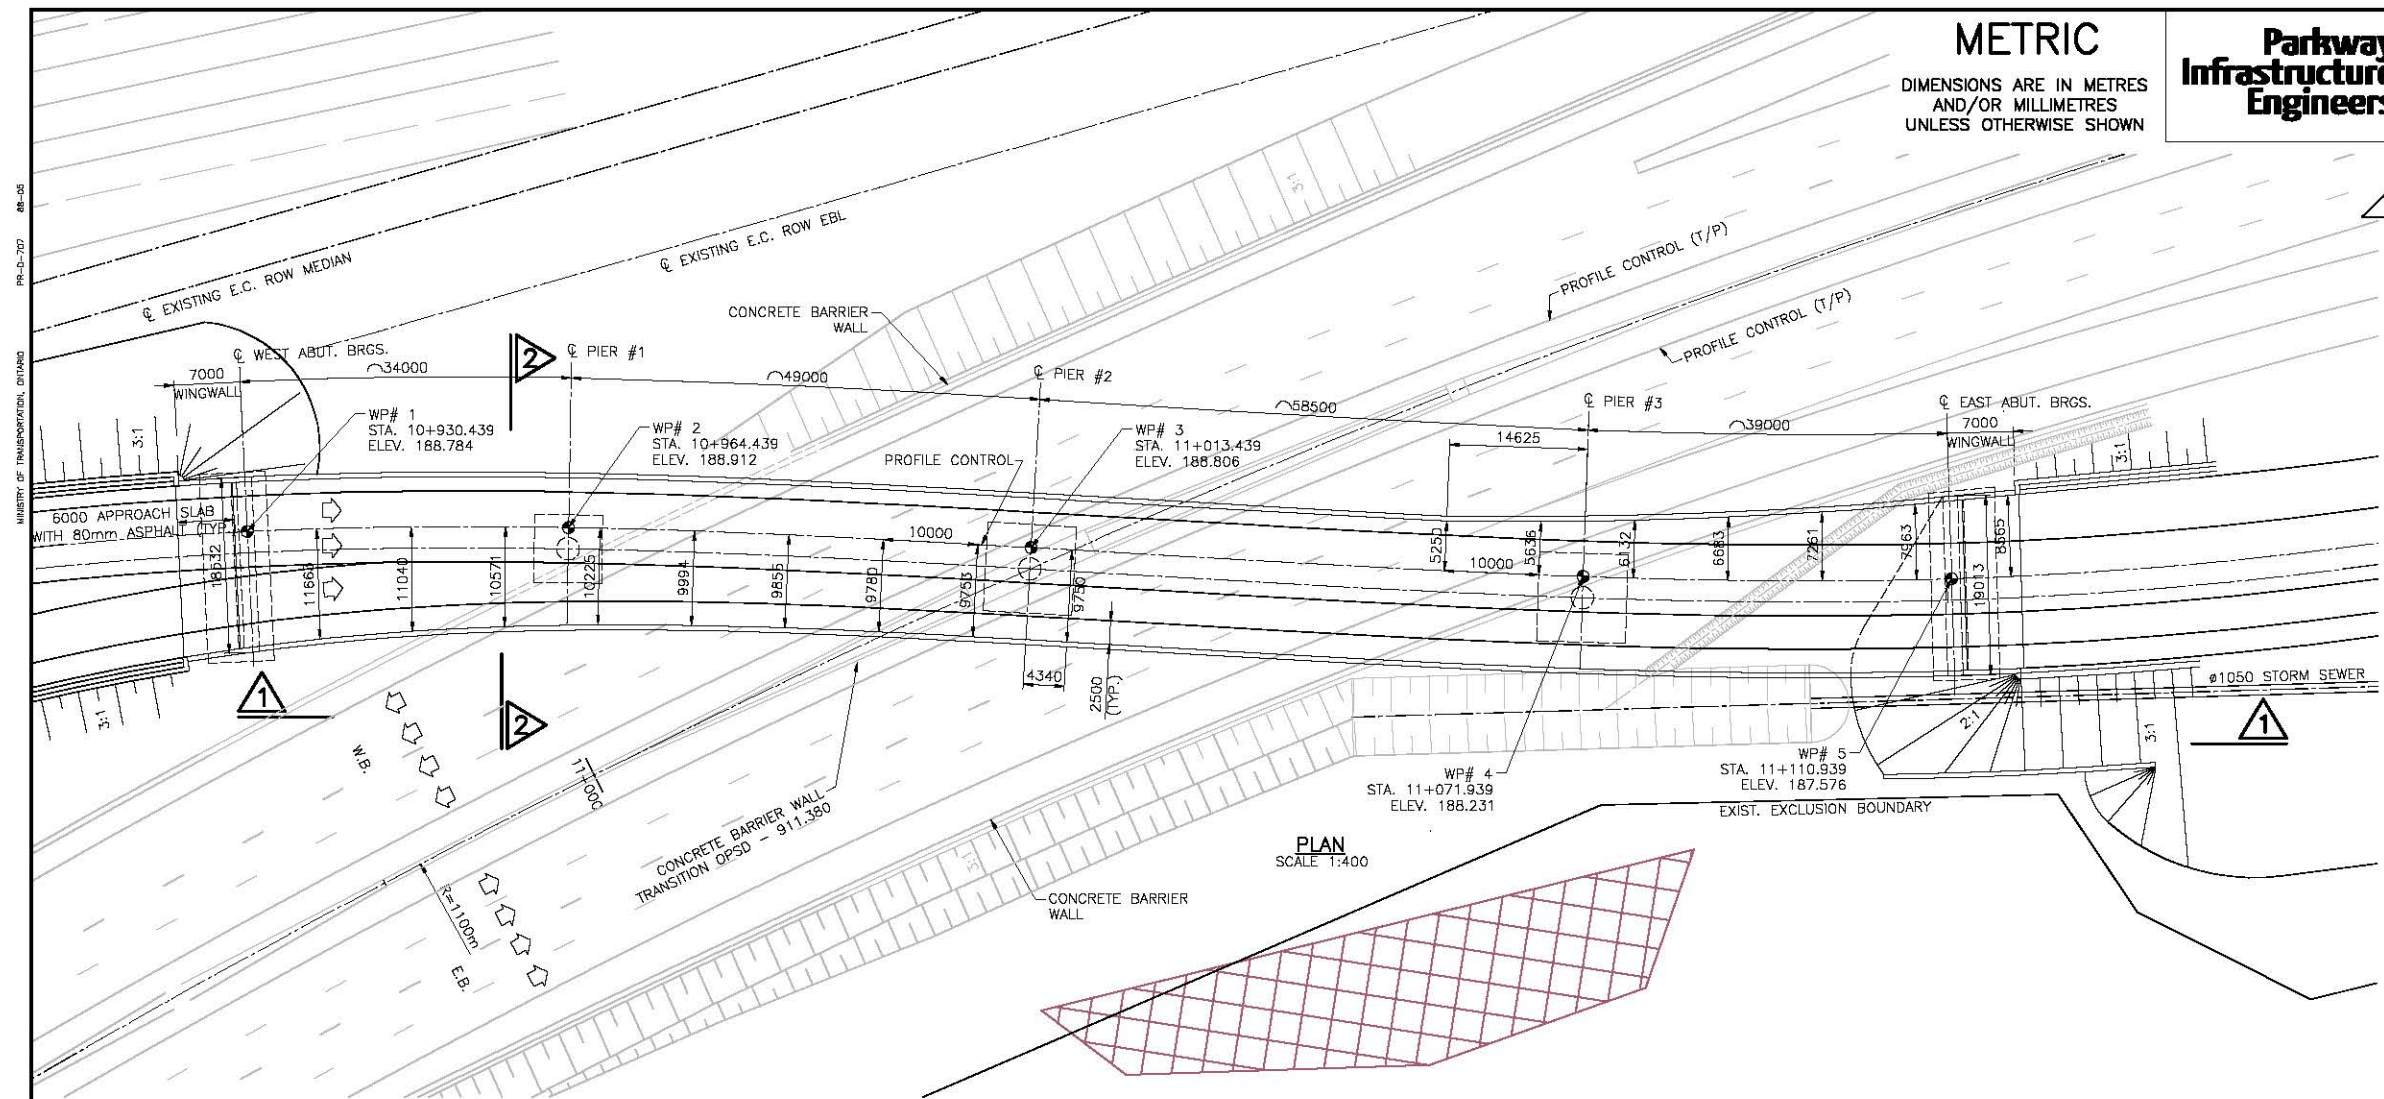 METRIC
DIMENSIONS ARE IN METRES
AND/OR MILLIMETRES
UNLESS OTHERWISE SHOWN
Parkway
Infrastructure
Engineers
MINISTRY OF TRANSPORTATION, ONTARIO
PR-D-707
88-05
℄ EXISTING E.C. ROW MEDIAN
℄ EXISTING E.C. ROW EBL
3:1
PROFILE CONTROL (T/P)
PROFILE CONTROL (T/P)
CONCRETE BARRIER
WALL
℄ WEST ABUT. BRGS.
2
℄ PIER #1
℄ PIER #2
℄ PIER #3
℄ EAST ABUT. BRGS.
7000
WINGWALL
34000
49000
58500
39000
7000
WINGWALL
14625
WP# 1
STA. 10+930.439
ELEV. 188.784
WP# 2
STA. 10+964.439
ELEV. 188.912
WP# 3
STA. 11+013.439
ELEV. 188.806
PROFILE CONTROL
3:1
3:1
6000 APPROACH SLAB
WITH 80mm ASPHALT (TYP.
18532
11665
11040
10571
10225
9994
9855
9780
10000
9753
9750
5250
10000
5636
6132
6683
7261
7963
19013
8565
4340
2500
(TYP.)
ø1050 STORM SEWER
1
2
1
3:1
2:1
3:1
W.B.
11+000
WP# 4
STA. 11+071.939
ELEV. 188.231
WP# 5
STA. 11+110.939
ELEV. 187.576
EXIST. EXCLUSION BOUNDARY
CONCRETE BARRIER WALL
TRANSITION OPSD - 911.380
PLAN
SCALE 1:400
3:1
CONCRETE BARRIER
WALL
R=1100m
E.B.